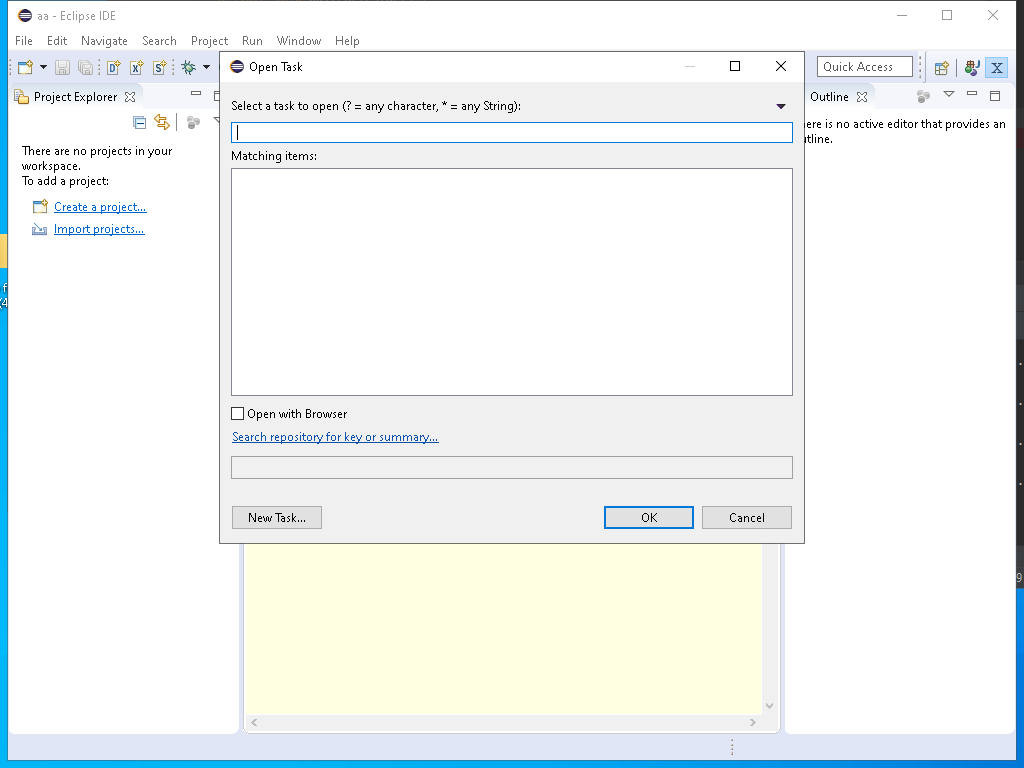 aa - Eclipse IDE
File Edit Navigate Search Project Run Window Help
Quick Access
Project Explorer
There are no projects in your
workspace.
To add a project:
Create a project...
Import projects...
Open Task
Select a task to open (? = any character, * = any String):
Matching items:
Open with Browser
Search repository for key or summary...
New Task...
OK
Cancel
Outline
ere is no active editor that provides an
tline.